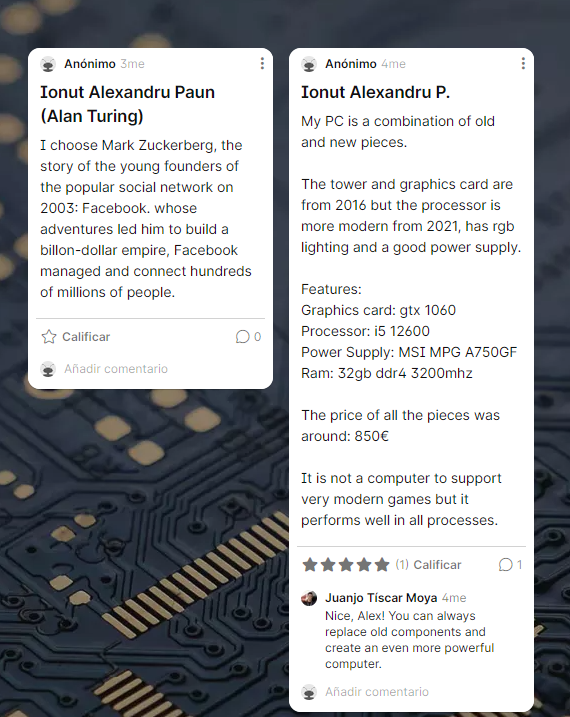 Anónimo 3me
Ionut Alexandru Paun
(Alan Turing)
I choose Mark Zuckerberg, the
story of the young founders of
the popular social network on
2003: Facebook. whose
adventures led him to build a
billon-dollar empire, Facebook
managed and connect hundreds
of millions of people.
Calificar 0
Añadir comentario
Anónimo 4me
Ionut Alexandru P.
My PC is a combination of old
and new pieces.
The tower and graphics card are
from 2016 but the processor is
more modern from 2021, has rgb
lighting and a good power supply.
Features:
Graphics card: gtx 1060
Processor: i5 12600
Power Supply: MSI MPG A750GF
Ram: 32gb ddr4 3200mhz
The price of all the pieces was
around: 850€
It is not a computer to support
very modern games but it
performs well in all processes.
(1) Calificar 1
Juanjo Tíscar Moya 4me
Nice, Alex! You can always
replace old components and
create an even more powerful
computer.
Añadir comentario